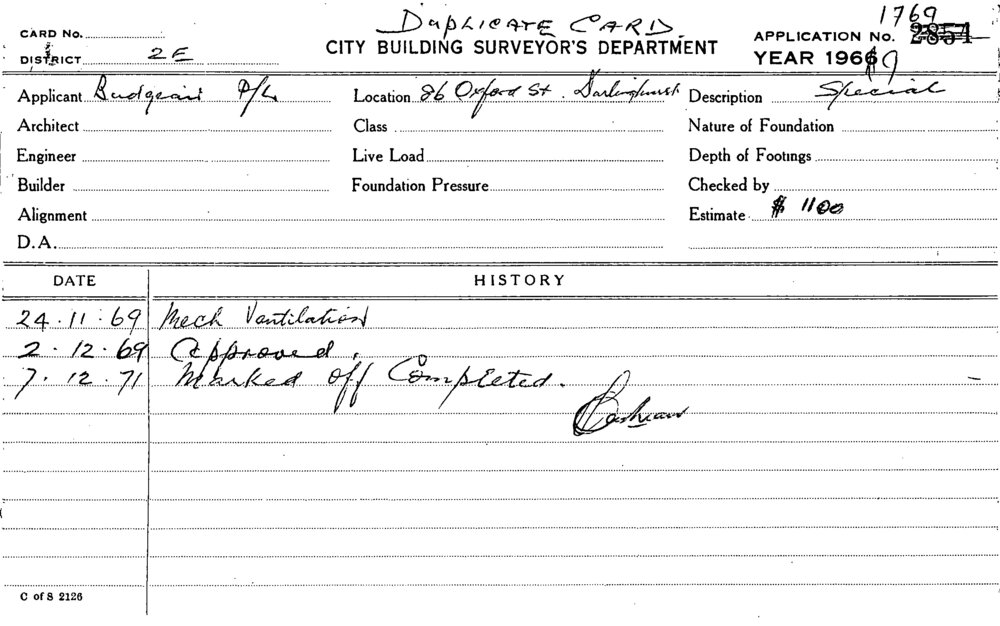 Duplicate Card.
1769
CARD No.
CITY BUILDING SURVEYOR'S DEPARTMENT
APPLICATION No. 2851
DISTRICT 2E
YEAR 1969
Applicant P/L Location 86 Oxford St. Darlinghurst Description Special
Architect Class Nature of Foundation
Engineer Live Load Depth of Footings
Builder Foundation Pressure Checked by
Alignment Estimate $ 1100
D.A.
DATE HISTORY
24.11.69 Mech Ventilation
2.12.69 Approved.
7.12.71 Marked off Completed.
C of S 2126